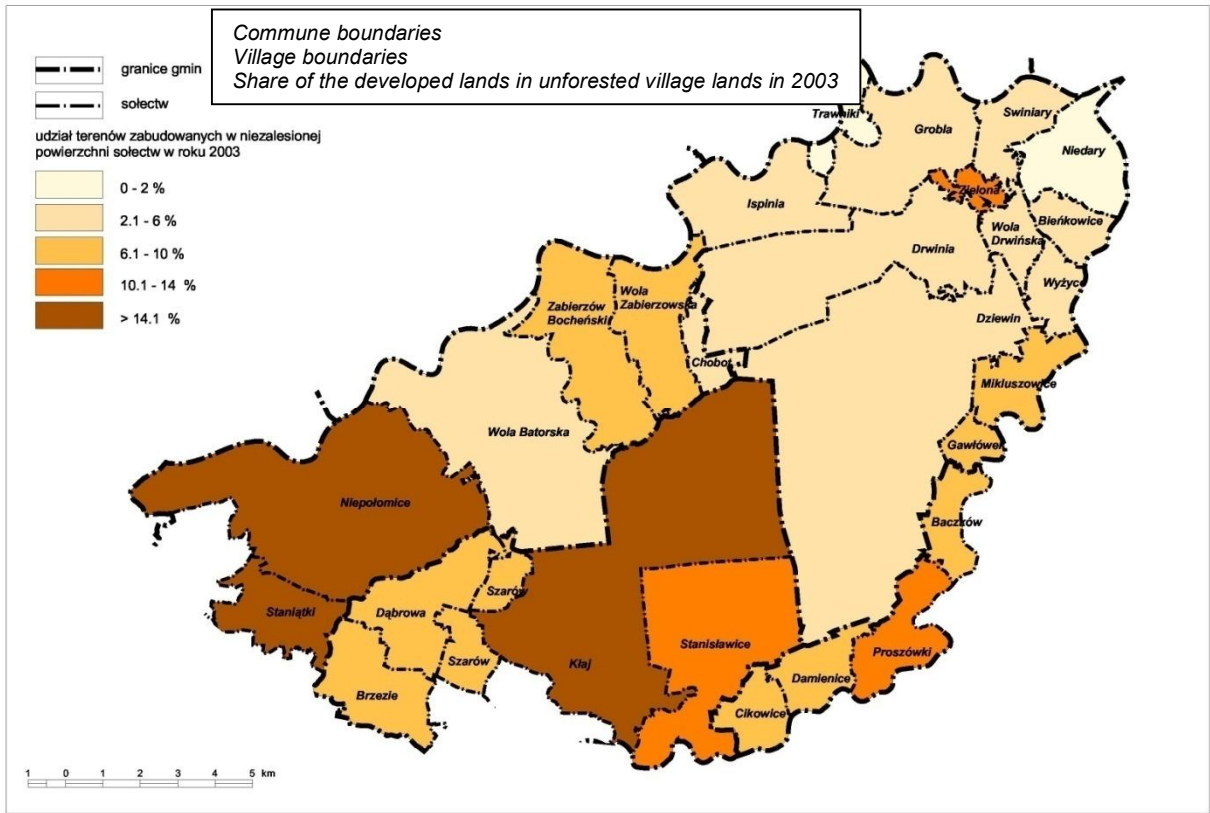 Commune boundaries
Village boundaries
Share of the developed lands in unforested village lands in 2003
granice gmin
sołectw
udział terenów zabudowanych w niezalesionej
powierzchni sołectw w roku 2003
0 - 2 %
2.1 - 6 %
6.1 - 10 %
10.1 - 14 %
> 14.1 %
Trawniki
Grobla
Swiniary
Niedary
Zielona
Ispinia
Wola
Drwińska
Bieńkowice
Drwinia
Wyżyce
Wola
Zabierzowska
Zabierzów
Bocheński
Dziewin
Chobot
Mikluszowice
Wola Batorska
Gawłówek
Niepołomice
Baczków
Szarów
Staniątki
Dąbrowa
Stanisławice
Proszówki
Szarów
Kłaj
Damienice
Brzezie
Cikowice
1 0 1 2 3 4 5 km